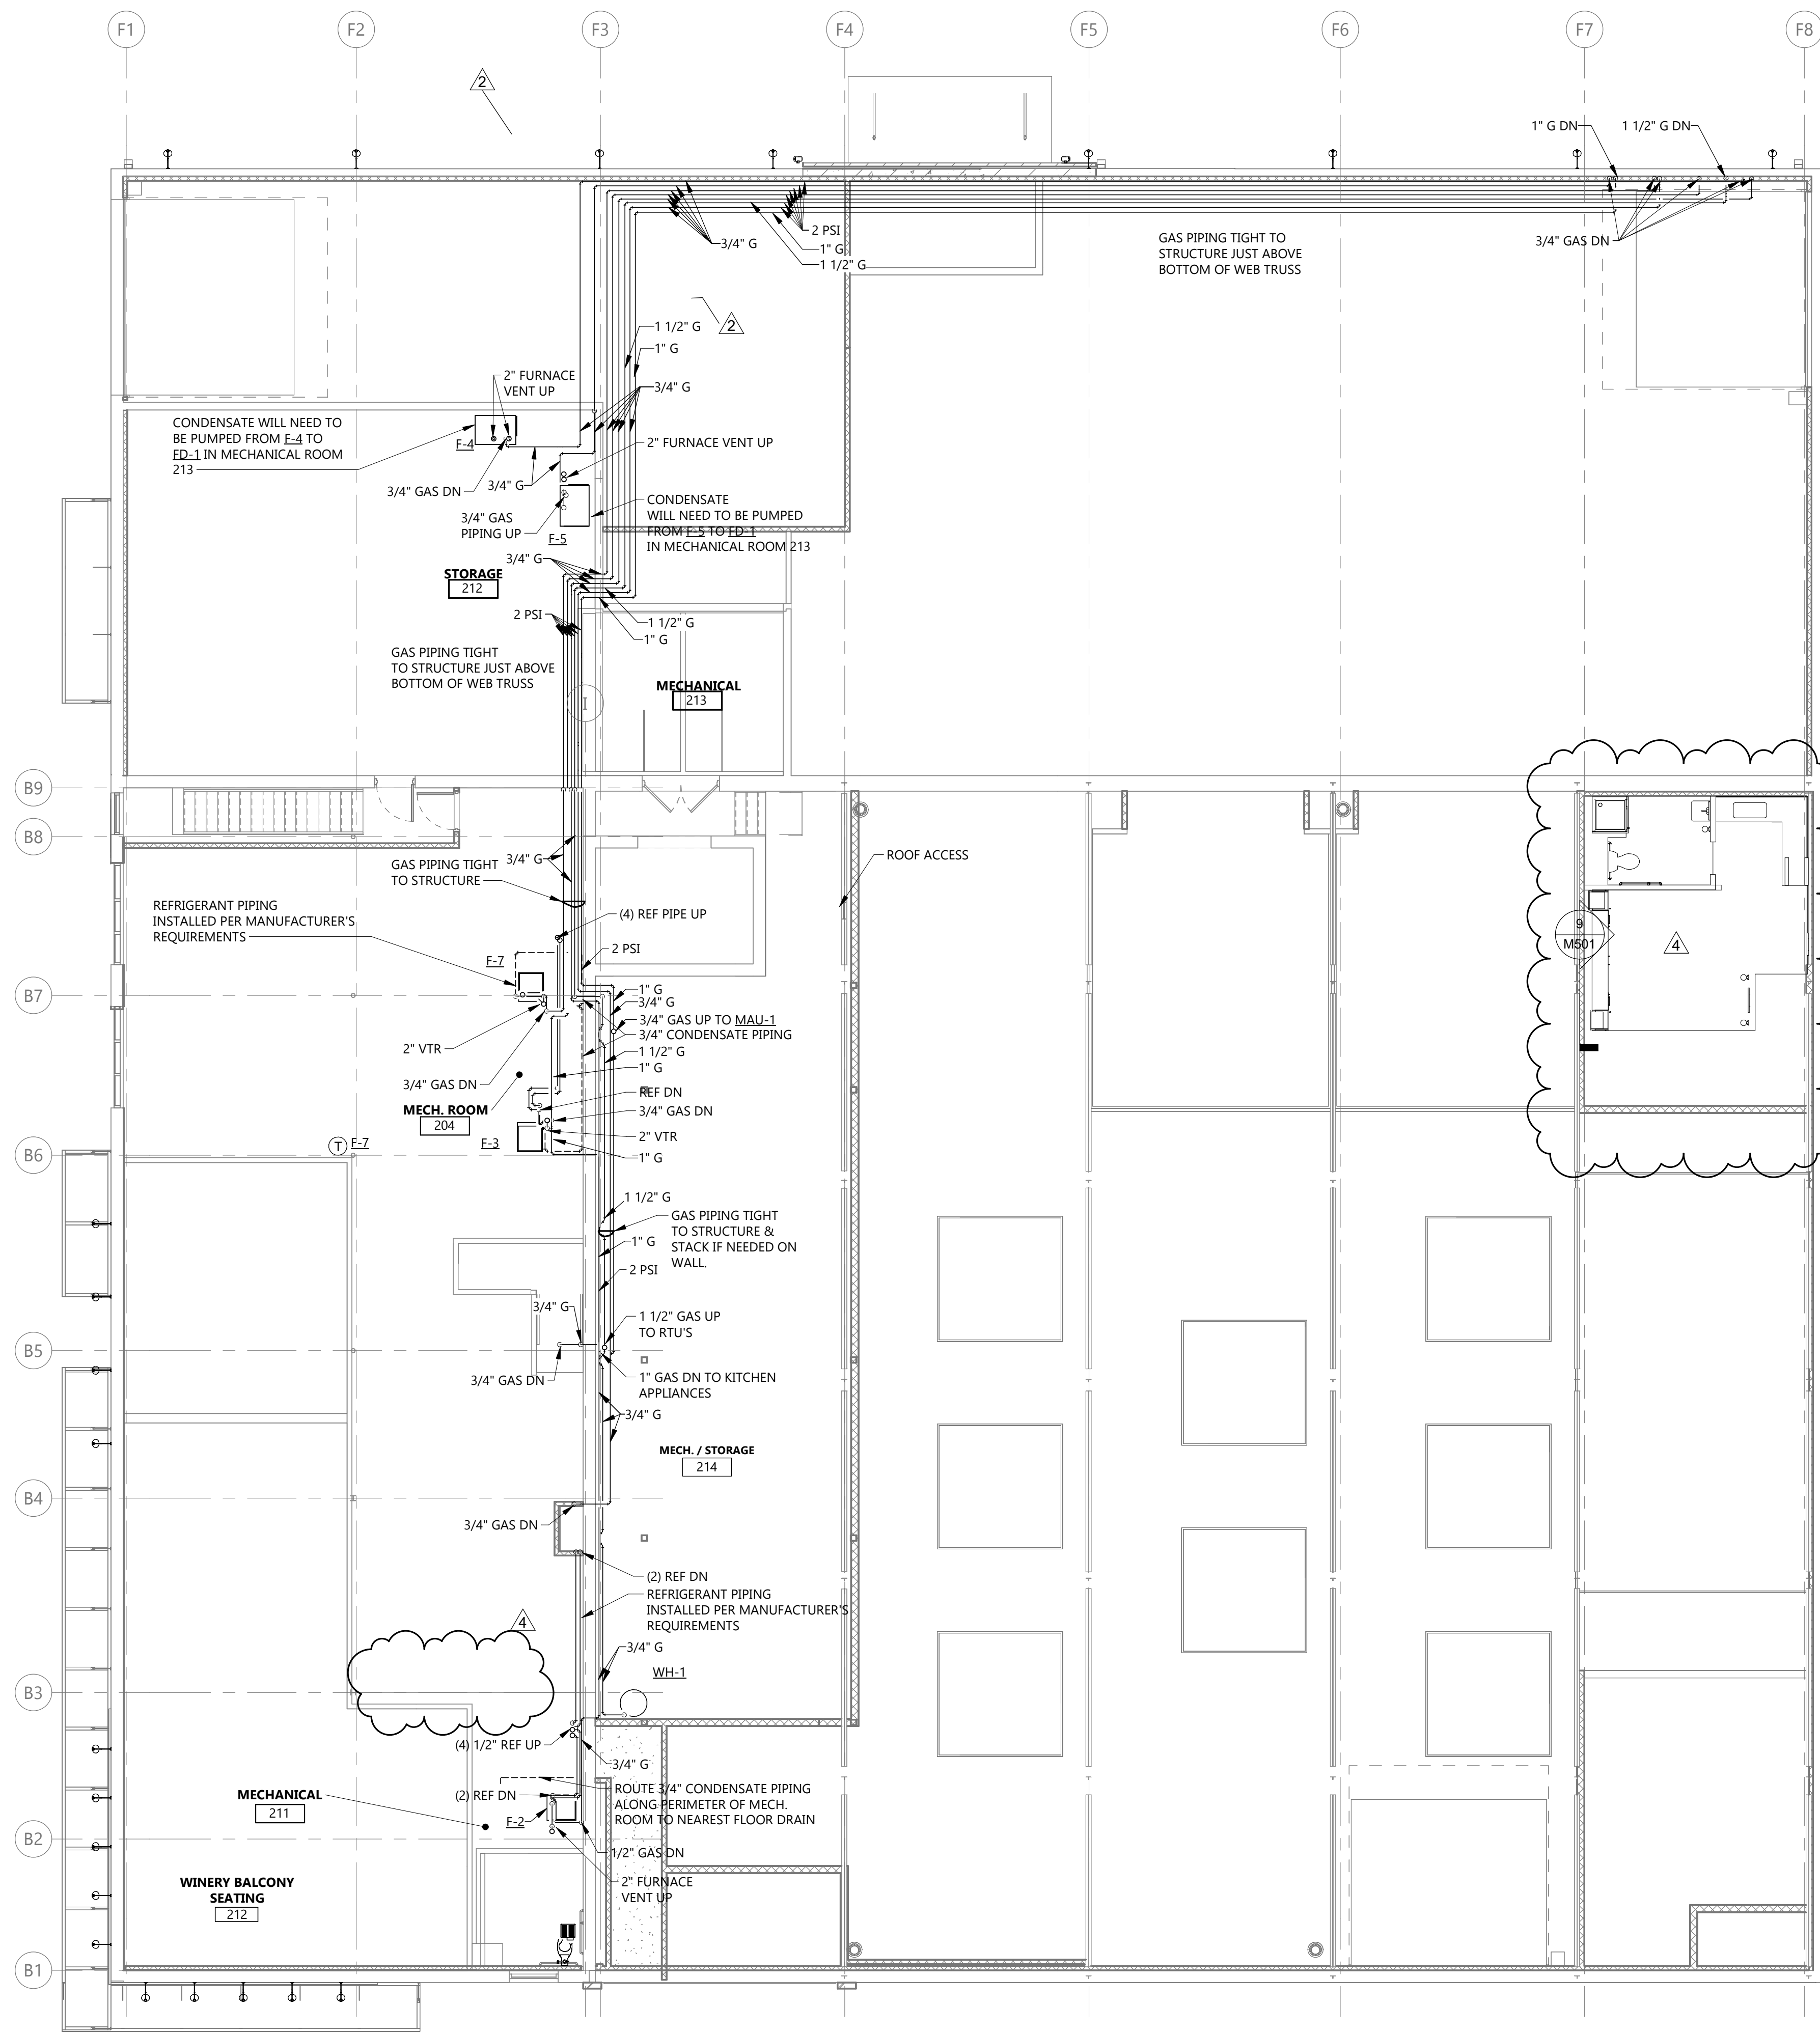 F1
F2
F3
F4
F5
F6
F7
F8
2
1" G DN
1 1/2" G DN
3/4" G
2 PSI
1" G
1 1/2" G
GAS PIPING TIGHT TO
STRUCTURE JUST ABOVE
BOTTOM OF WEB TRUSS
3/4" GAS DN
2
1 1/2" G
1" G
3/4" G
2" FURNACE
VENT UP
CONDENSATE WILL NEED TO
BE PUMPED FROM F-4 TO
FD-1 IN MECHANICAL ROOM
213
F-4
2" FURNACE VENT UP
3/4" GAS DN
3/4" G
CONDENSATE
WILL NEED TO BE PUMPED
FROM F-5 TO FD-1
IN MECHANICAL ROOM 213
3/4" GAS
PIPING UP
F-5
3/4" G
STORAGE
212
2 PSI
1 1/2" G
1" G
GAS PIPING TIGHT
TO STRUCTURE JUST ABOVE
BOTTOM OF WEB TRUSS
MECHANICAL
213
B9
B8
3/4" G
GAS PIPING TIGHT
TO STRUCTURE
ROOF ACCESS
REFRIGERANT PIPING
INSTALLED PER MANUFACTURER'S
REQUIREMENTS
(4) REF PIPE UP
9
M501
4
2 PSI
F-7
B7
1" G
3/4" G
3/4" GAS UP TO MAU-1
3/4" CONDENSATE PIPING
2" VTR
1 1/2" G
1" G
3/4" GAS DN
REF DN
MECH. ROOM
204
3/4" GAS DN
2" VTR
T
F-7
F-3
B6
1" G
1 1/2" G
GAS PIPING TIGHT
TO STRUCTURE &
STACK IF NEEDED ON
WALL.
1" G
2 PSI
3/4" G
1 1/2" GAS UP
TO RTU'S
B5
3/4" GAS DN
1" GAS DN TO KITCHEN
APPLIANCES
3/4" G
MECH. / STORAGE
214
B4
3/4" GAS DN
(2) REF DN
REFRIGERANT PIPING
INSTALLED PER MANUFACTURER'S
REQUIREMENTS
4
3/4" G
WH-1
B3
(4) 1/2" REF UP
3/4" G
ROUTE 3/4" CONDENSATE PIPING
ALONG PERIMETER OF MECH.
ROOM TO NEAREST FLOOR DRAIN
MECHANICAL
211
(2) REF DN
F-2
B2
1/2" GAS DN
2" FURNACE
VENT UP
WINERY BALCONY
SEATING
212
B1